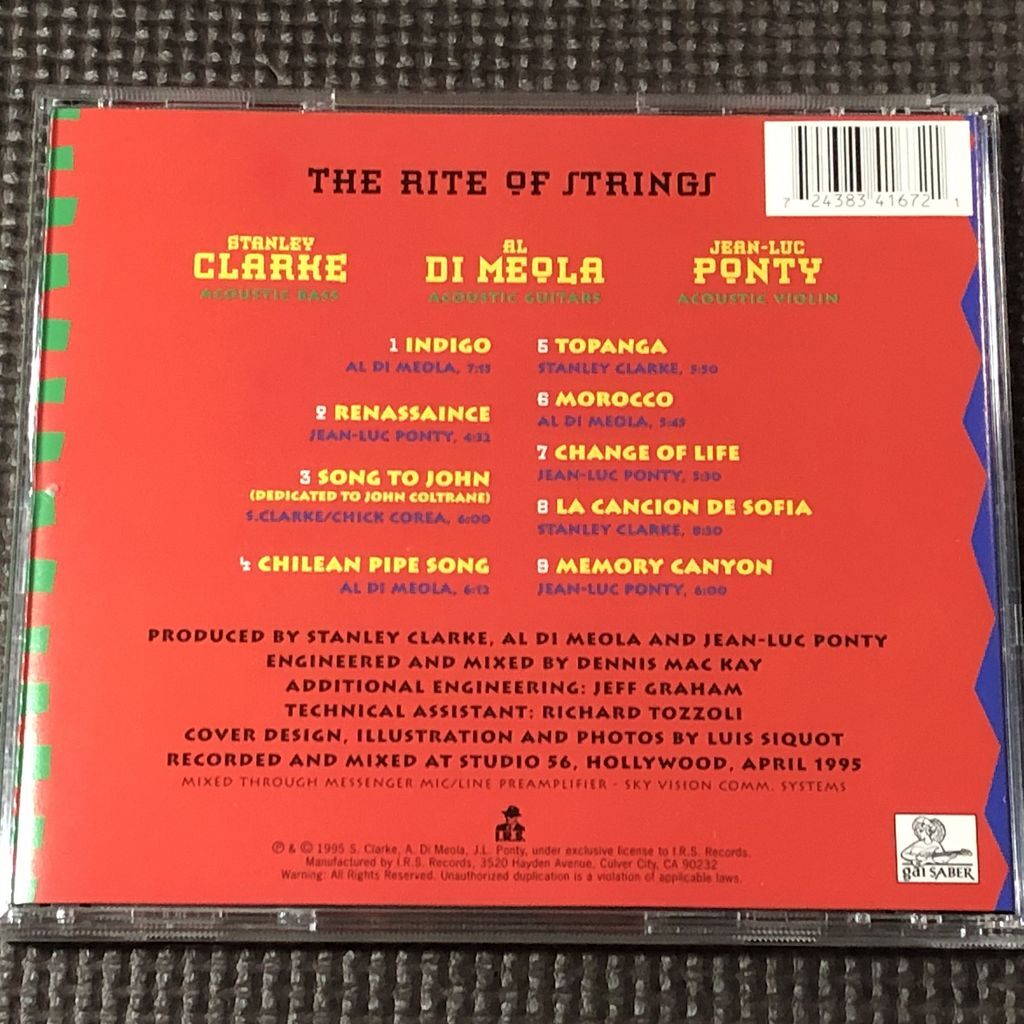 THE RITE OF STRINGS
7 24383 41672 1
STANLEY CLARKE
ACOUSTIC BASS
AL DI MEOLA
ACOUSTIC GUITARS
JEAN-LUC PONTY
ACOUSTIC VIOLIN
1 INDIGO
AL DI MEOLA, 7:15
2 RENASSAINCE
JEAN-LUC PONTY, 4:32
3 SONG TO JOHN
(DEDICATED TO JOHN COLTRANE)
S.CLARKE/CHICK COREA, 6:00
4 CHILEAN PIPE SONG
AL DI MEOLA, 6:12
5 TOPANGA
STANLEY CLARKE, 5:50
6 MOROCCO
AL DI MEOLA, 5:45
7 CHANGE OF LIFE
JEAN-LUC PONTY, 5:30
8 LA CANCION DE SOFIA
STANLEY CLARKE, 8:30
9 MEMORY CANYON
JEAN-LUC PONTY, 6:00
PRODUCED BY STANLEY CLARKE, AL DI MEOLA AND JEAN-LUC PONTY
ENGINEERED AND MIXED BY DENNIS MAC KAY
ADDITIONAL ENGINEERING: JEFF GRAHAM
TECHNICAL ASSISTANT: RICHARD TOZZOLI
COVER DESIGN, ILLUSTRATION AND PHOTOS BY LUIS SIQUOT
RECORDED AND MIXED AT STUDIO 56, HOLLYWOOD, APRIL 1995
MIXED THROUGH MESSENGER MIC/LINE PREAMPLIFIER - SKY VISION COMM. SYSTEMS
℗ & © 1995 S. Clarke, A. Di Meola, J.L. Ponty, under exclusive license to I.R.S. Records.
Manufactured by I.R.S. Records, 3520 Hayden Avenue, Culver City, CA 90232
Warning: All Rights Reserved. Unauthorized duplication is a violation of applicable laws.
gai SABER